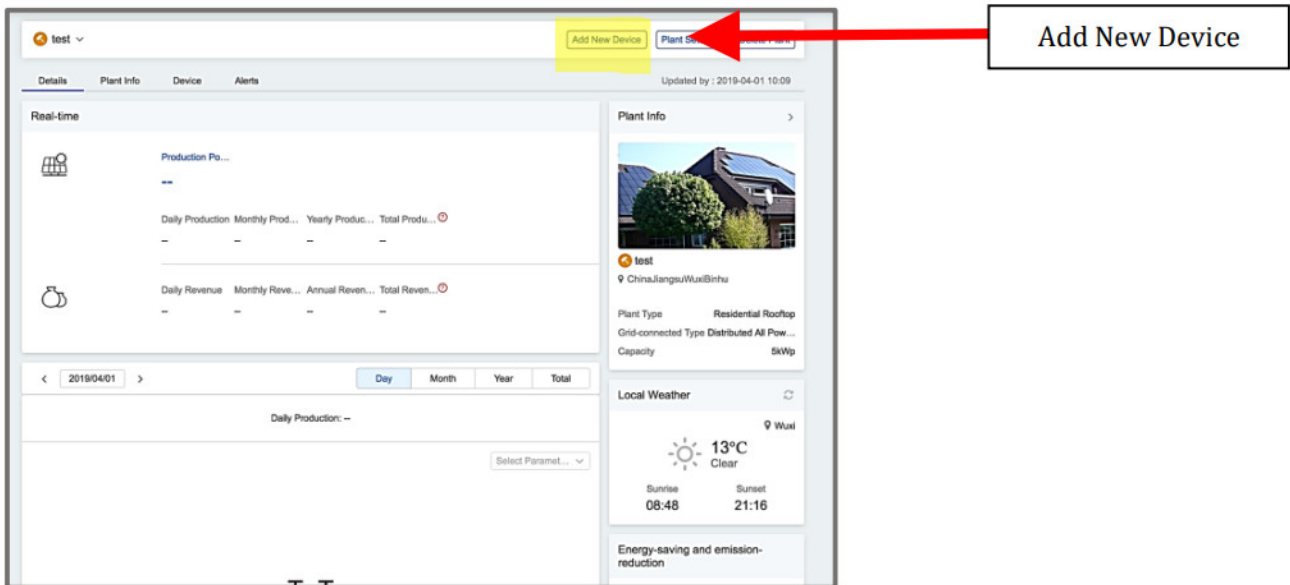 test
Add New Device
Plant Se
Add New Device
Details Plant Info Device Alerts
Updated by : 2019-04-01 10:09
Real-time
Production Po...
--
Daily Production Monthly Prod... Yearly Produc... Total Produ... ?
-- -- -- --
Daily Revenue Monthly Reve... Annual Reven... Total Reven... ?
-- -- -- --
2019/04/01
Day Month Year Total
Daily Production: --
Select Paramet...
Plant Info
test
ChinaJiangsuWuxiBinhu
Plant Type Residential Rooftop
Grid-connected Type Distributed All Pow...
Capacity 5kWp
Local Weather
Wuxi
13°C
Clear
Sunrise Sunset
08:48 21:16
Energy-saving and emission-
reduction